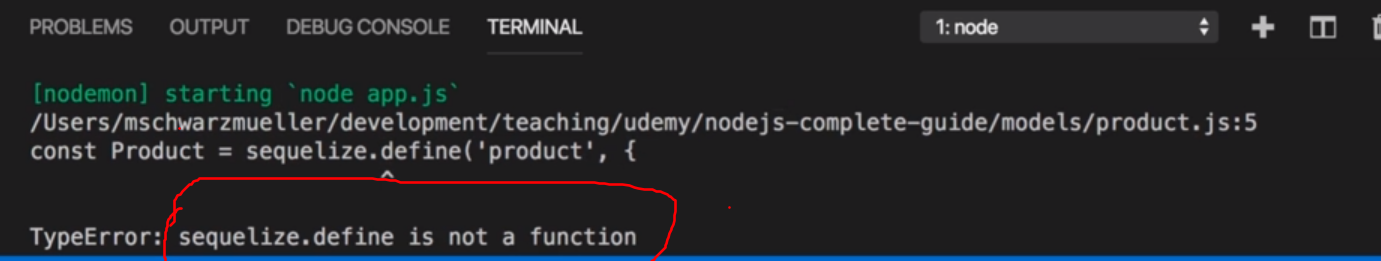 PROBLEMS OUTPUT DEBUG CONSOLE TERMINAL 1: node
[nodemon] starting `node app.js`
/Users/mschwarzmueller/development/teaching/udemy/nodejs-complete-guide/models/product.js:5
const Product = sequelize.define('product', {
^
TypeError: sequelize.define is not a function